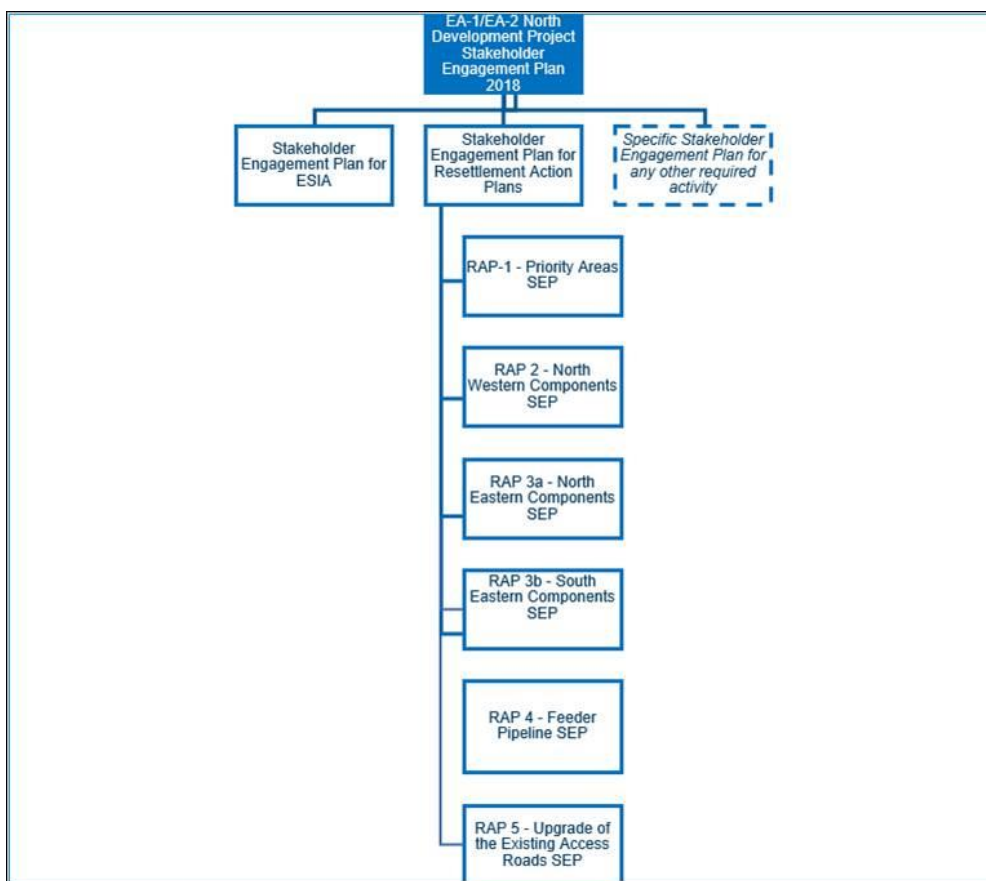 EA-1/EA-2 North
Development Project
Stakeholder
Engagement Plan
2018
Stakeholder
Engagement Plan for
ESIA
Stakeholder
Engagement Plan for
Resettlement Action
Plans
Specific Stakeholder
Engagement Plan for
any other required
activity
RAP-1 - Priority Areas
SEP
RAP 2 - North
Western Components
SEP
RAP 3a - North
Eastern Components
SEP
RAP 3b - South
Eastern Components
SEP
RAP 4 - Feeder
Pipeline SEP
RAP 5 - Upgrade of
the Existing Access
Roads SEP